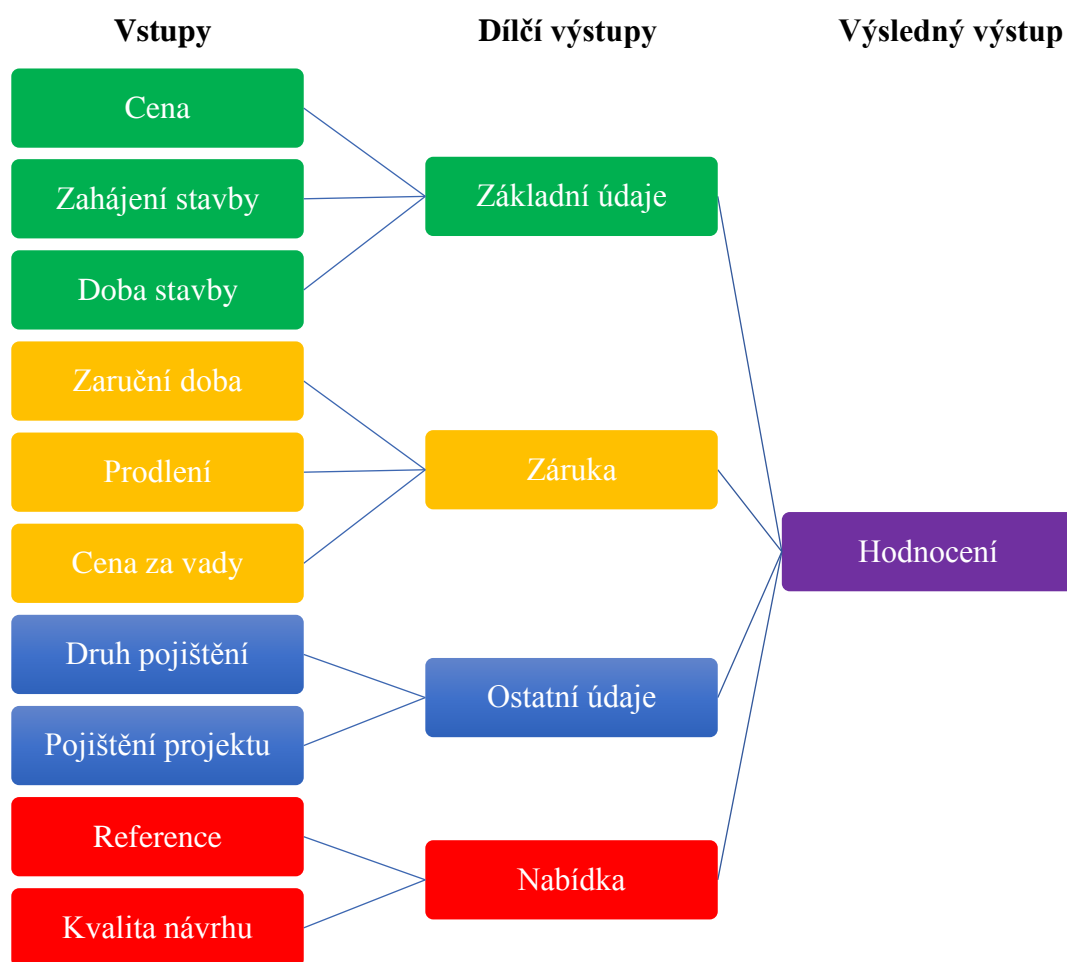 Vstupy
Dílčí výstupy
Výsledný výstup
Cena
Zahájení stavby
Doba stavby
Základní údaje
Zaruční doba
Prodlení
Cena za vady
Záruka
Druh pojištění
Pojištění projektu
Ostatní údaje
Reference
Kvalita návrhu
Nabídka
Hodnocení